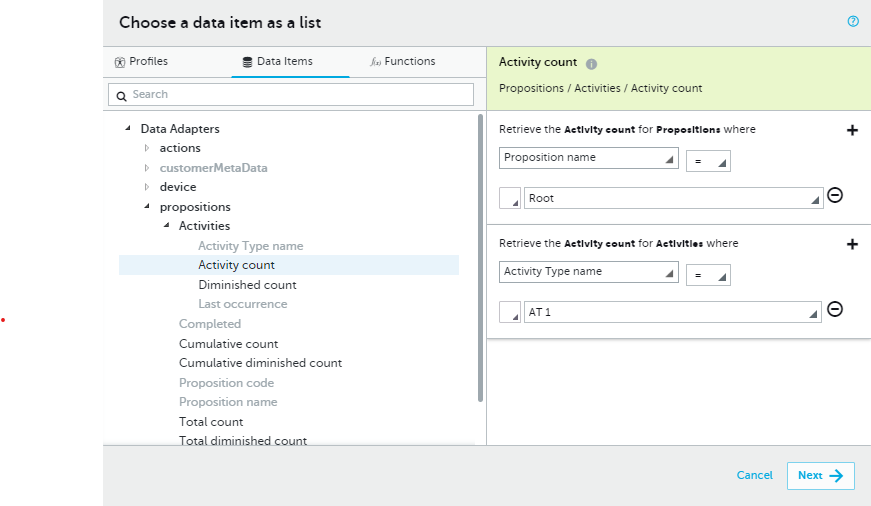 Choose a data item as a list
Profiles
Data Items
f(x) Functions
Search
Data Adapters
actions
customerMetaData
device
propositions
Activities
Activity Type name
Activity count
Diminished count
Last occurrence
Completed
Cumulative count
Cumulative diminished count
Proposition code
Proposition name
Total count
Total diminished count
Activity count
Propositions / Activities / Activity count
Retrieve the Activity count for Propositions where
Proposition name
=
Root
Retrieve the Activity count for Activities where
Activity Type name
=
AT 1
Cancel
Next